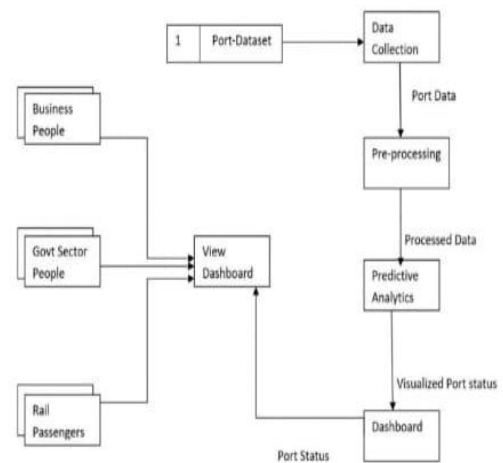 1 Port-Dataset
Data
Collection
Port Data
Business
People
Pre-processing
Processed Data
Govt Sector
People
View
Dashboard
Predictive
Analytics
Visualized Port status
Rail
Passengers
Dashboard
Port Status